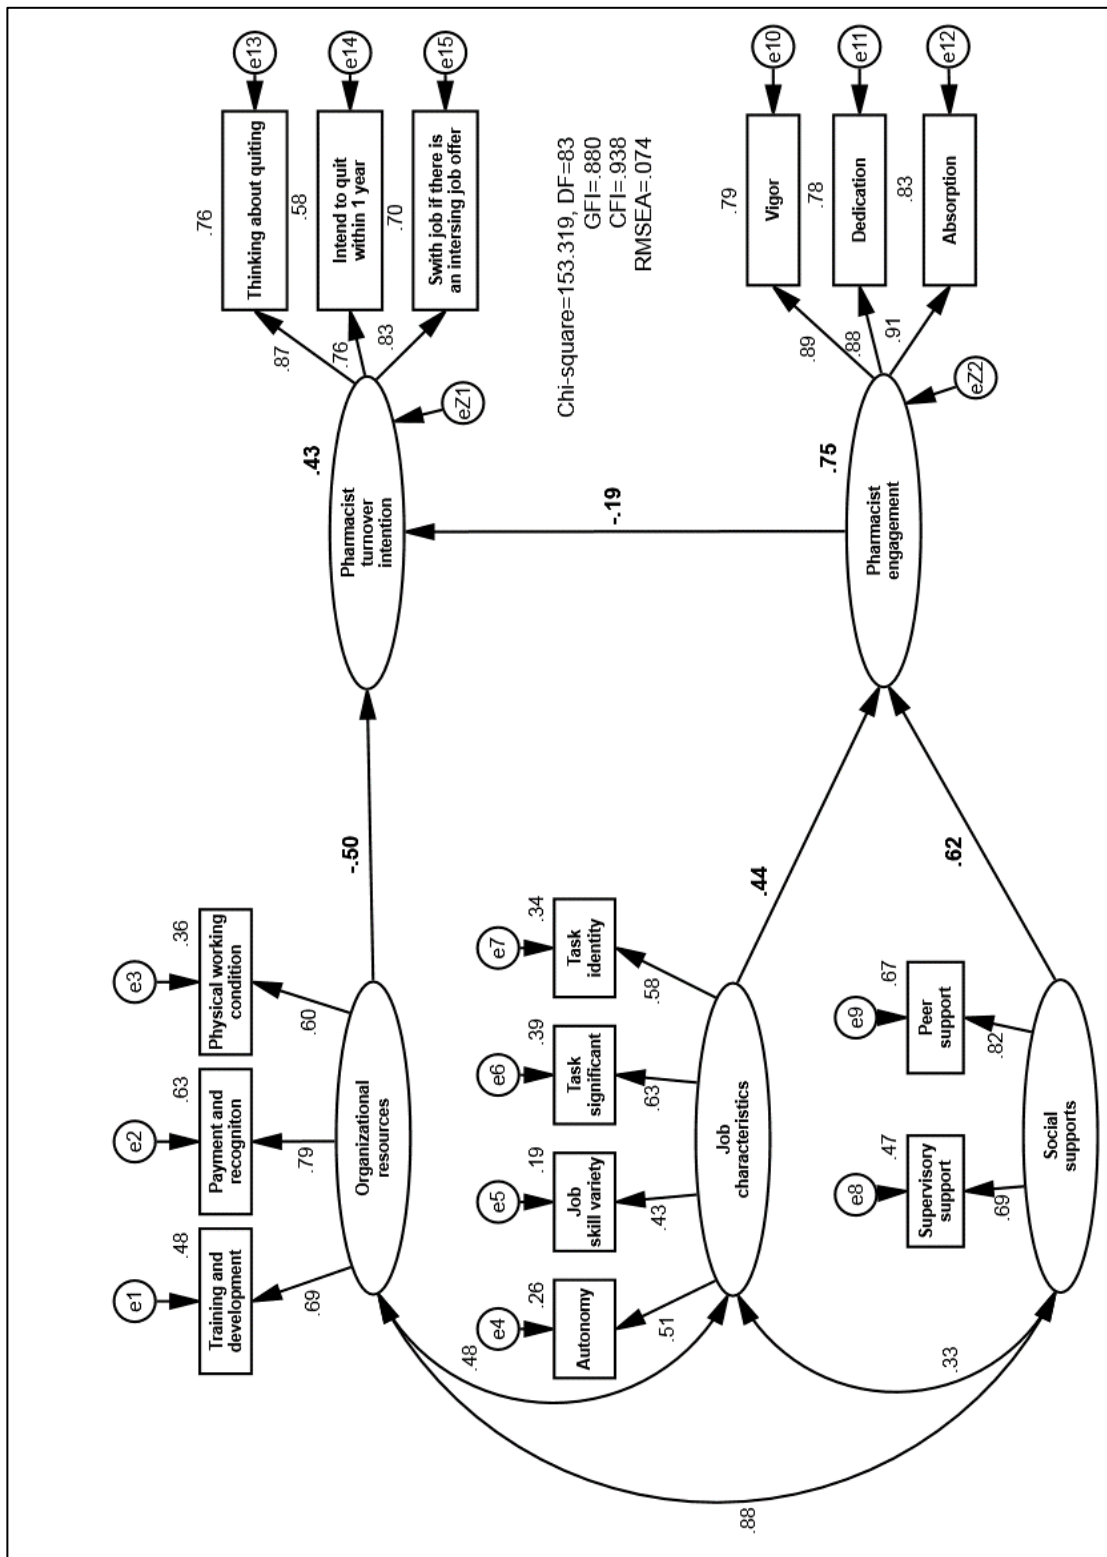 e1
e2
e3
.48
.63
.36
Training and
development
Payment and
recogniton
Physical working
condition
.69
.79
.60
Organizational
resources
-.50
e13
e14
e15
.76
Thinking about quiting
.58
Intend to quit
within 1 year
.70
Swith job if there is
an intersing job offer
.87
.76
.83
.43
Pharmacist
turnover
intention
eZ1
Chi-square=153.319, DF=83
GFI=.880
CFI=.938
RMSEA=.074
-.19
.48
e4
e5
e6
e7
.26
.19
.39
.34
Autonomy
Job
skill variety
Task
significant
Task
identity
.51
.43
.63
.58
Job
characteristics
.44
e10
e11
e12
.79
Vigor
.78
Dedication
.83
Absorption
.89
.88
.91
.75
Pharmacist
engagement
eZ2
.88
.33
e8
e9
.47
.67
Supervisory
support
Peer
support
.69
.82
Social
supports
.62